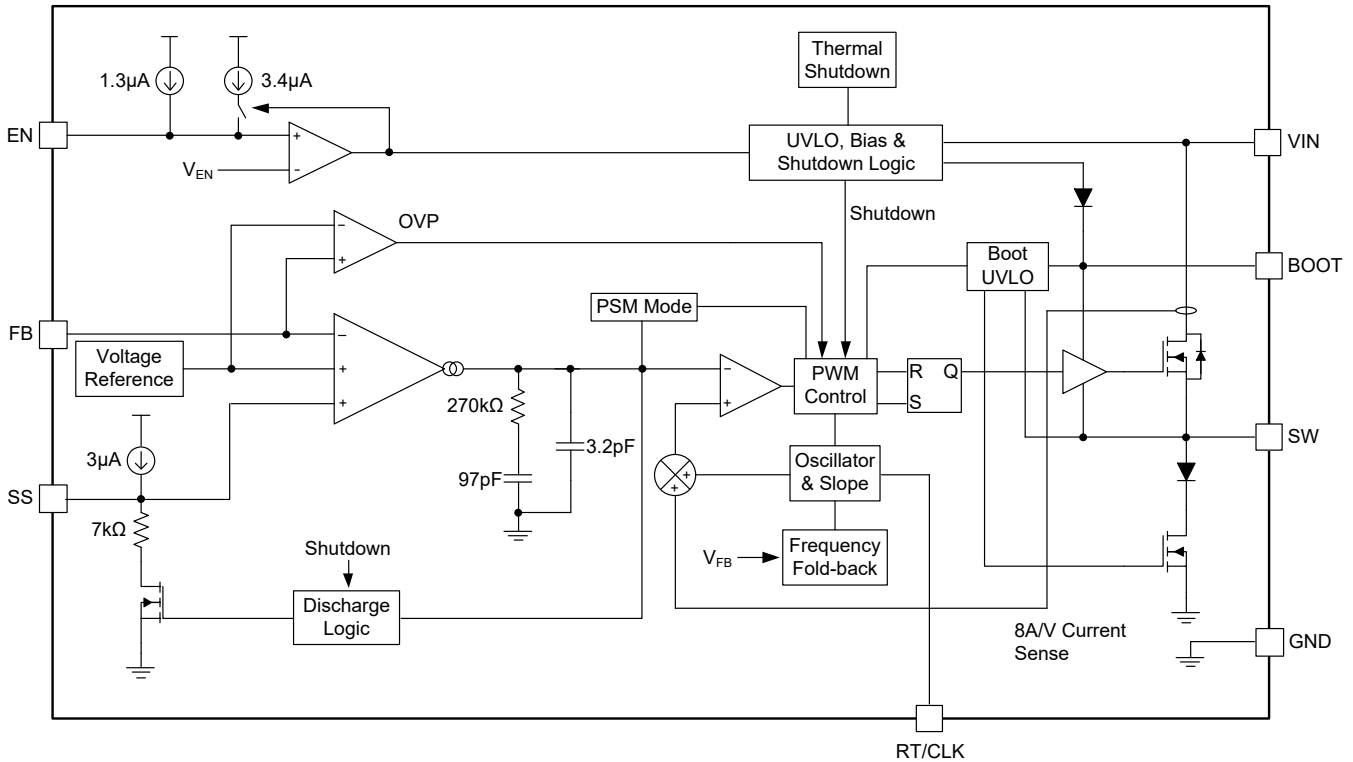 Thermal
Shutdown
1.3µA
3.4µA
EN
VIN
UVLO, Bias &
Shutdown Logic
V_EN
Shutdown
OVP
Boot
UVLO
BOOT
PSM Mode
FB
Voltage
Reference
PWM
Control
R Q
S
270kΩ
3.2pF
SW
3µA
Oscillator
& Slope
97pF
SS
7kΩ
Shutdown
V_FB
Frequency
Fold-back
Discharge
Logic
8A/V Current
Sense
GND
RT/CLK
+
-
-
+
-
+
+
-
+
+
+